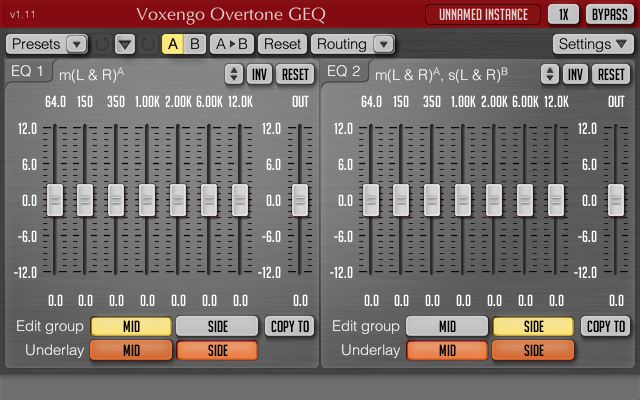 v1.11 Voxengo Overtone GEQ UNNAMED INSTANCE 1X BYPASS
Presets A B A▸B Reset Routing Settings
EQ 1 m(L & R)ᴬ INV RESET
64.0 150 350 1.00K 2.00K 6.00K 12.0K OUT
12.0 12.0
6.0 6.0
0.0 0.0
-6.0 -6.0
-12.0 -12.0
0.0 0.0 0.0 0.0 0.0 0.0 0.0 0.0
Edit group MID SIDE COPY TO
Underlay MID SIDE
EQ 2 m(L & R)ᴬ, s(L & R)ᴮ INV RESET
64.0 150 350 1.00K 2.00K 6.00K 12.0K OUT
12.0 12.0
6.0 6.0
0.0 0.0
-6.0 -6.0
-12.0 -12.0
0.0 0.0 0.0 0.0 0.0 0.0 0.0 0.0
Edit group MID SIDE COPY TO
Underlay MID SIDE